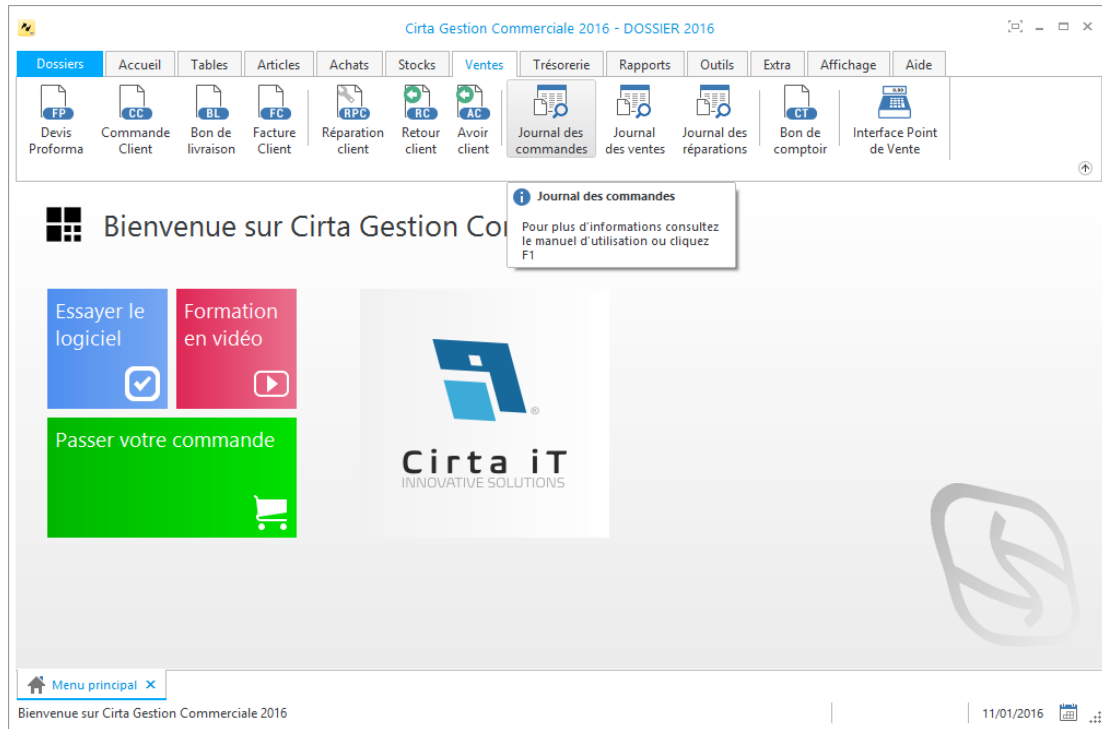 Cirta Gestion Commerciale 2016 - DOSSIER 2016
Dossiers Accueil Tables Articles Achats Stocks Ventes Trésorerie Rapports Outils Extra Affichage Aide
FP CC BL FC RPC RC AC CT 0.00
Devis Commande Bon de Facture Réparation Retour Avoir Journal des Journal Journal des Bon de Interface Point
Proforma Client livraison Client client client client commandes des ventes réparations comptoir de Vente
Journal des commandes
Pour plus d'informations consultez
le manuel d'utilisation ou cliquez
F1
Bienvenue sur Cirta Gestion Co
Essayer le
logiciel
Formation
en vidéo
Passer votre commande
Cirta iT
INNOVATIVE SOLUTIONS
Menu principal
Bienvenue sur Cirta Gestion Commerciale 2016
11/01/2016